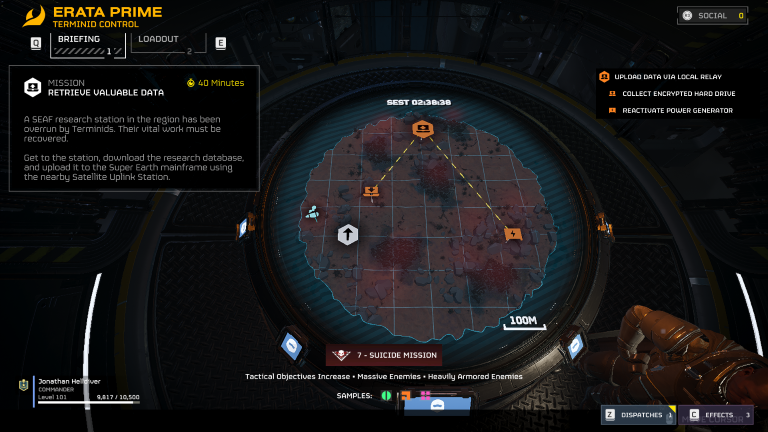 ERATA PRIME
TERMINID CONTROL
SOCIAL 0
Q
BRIEFING
1
LOADOUT
2
E
MISSION
RETRIEVE VALUABLE DATA
40 Minutes
A SEAF research station in the region has been
overrun by Terminids. Their vital work must be
recovered.
Get to the station, download the research database,
and upload it to the Super Earth mainframe using
the nearby Satellite Uplink Station.
UPLOAD DATA VIA LOCAL RELAY
COLLECT ENCRYPTED HARD DRIVE
REACTIVATE POWER GENERATOR
SEST 02:38:38
100M
7 - SUICIDE MISSION
Tactical Objectives Increase • Massive Enemies • Heavily Armored Enemies
SAMPLES:
Jonathan Helldiver
COMMANDER
Level 101
9,817 / 10,500
Z DISPATCHES 1
C EFFECTS 3
CURSOR